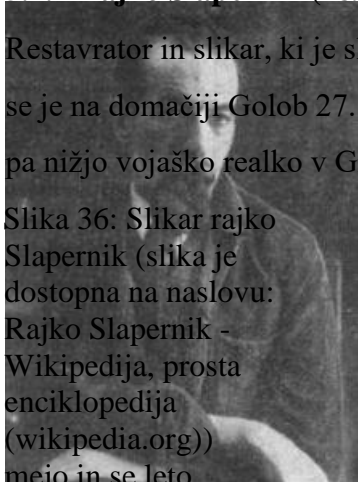 Restavrator in slikar, ki je s
se je na domačiji Golob 27.
pa nižjo vojaško realko v G
Slika 36: Slikar rajko
Slapernik (slika je
dostopna na naslovu:
Rajko Slapernik -
Wikipedija, prosta
enciklopedija
(wikipedia.org))
mejo in se leto